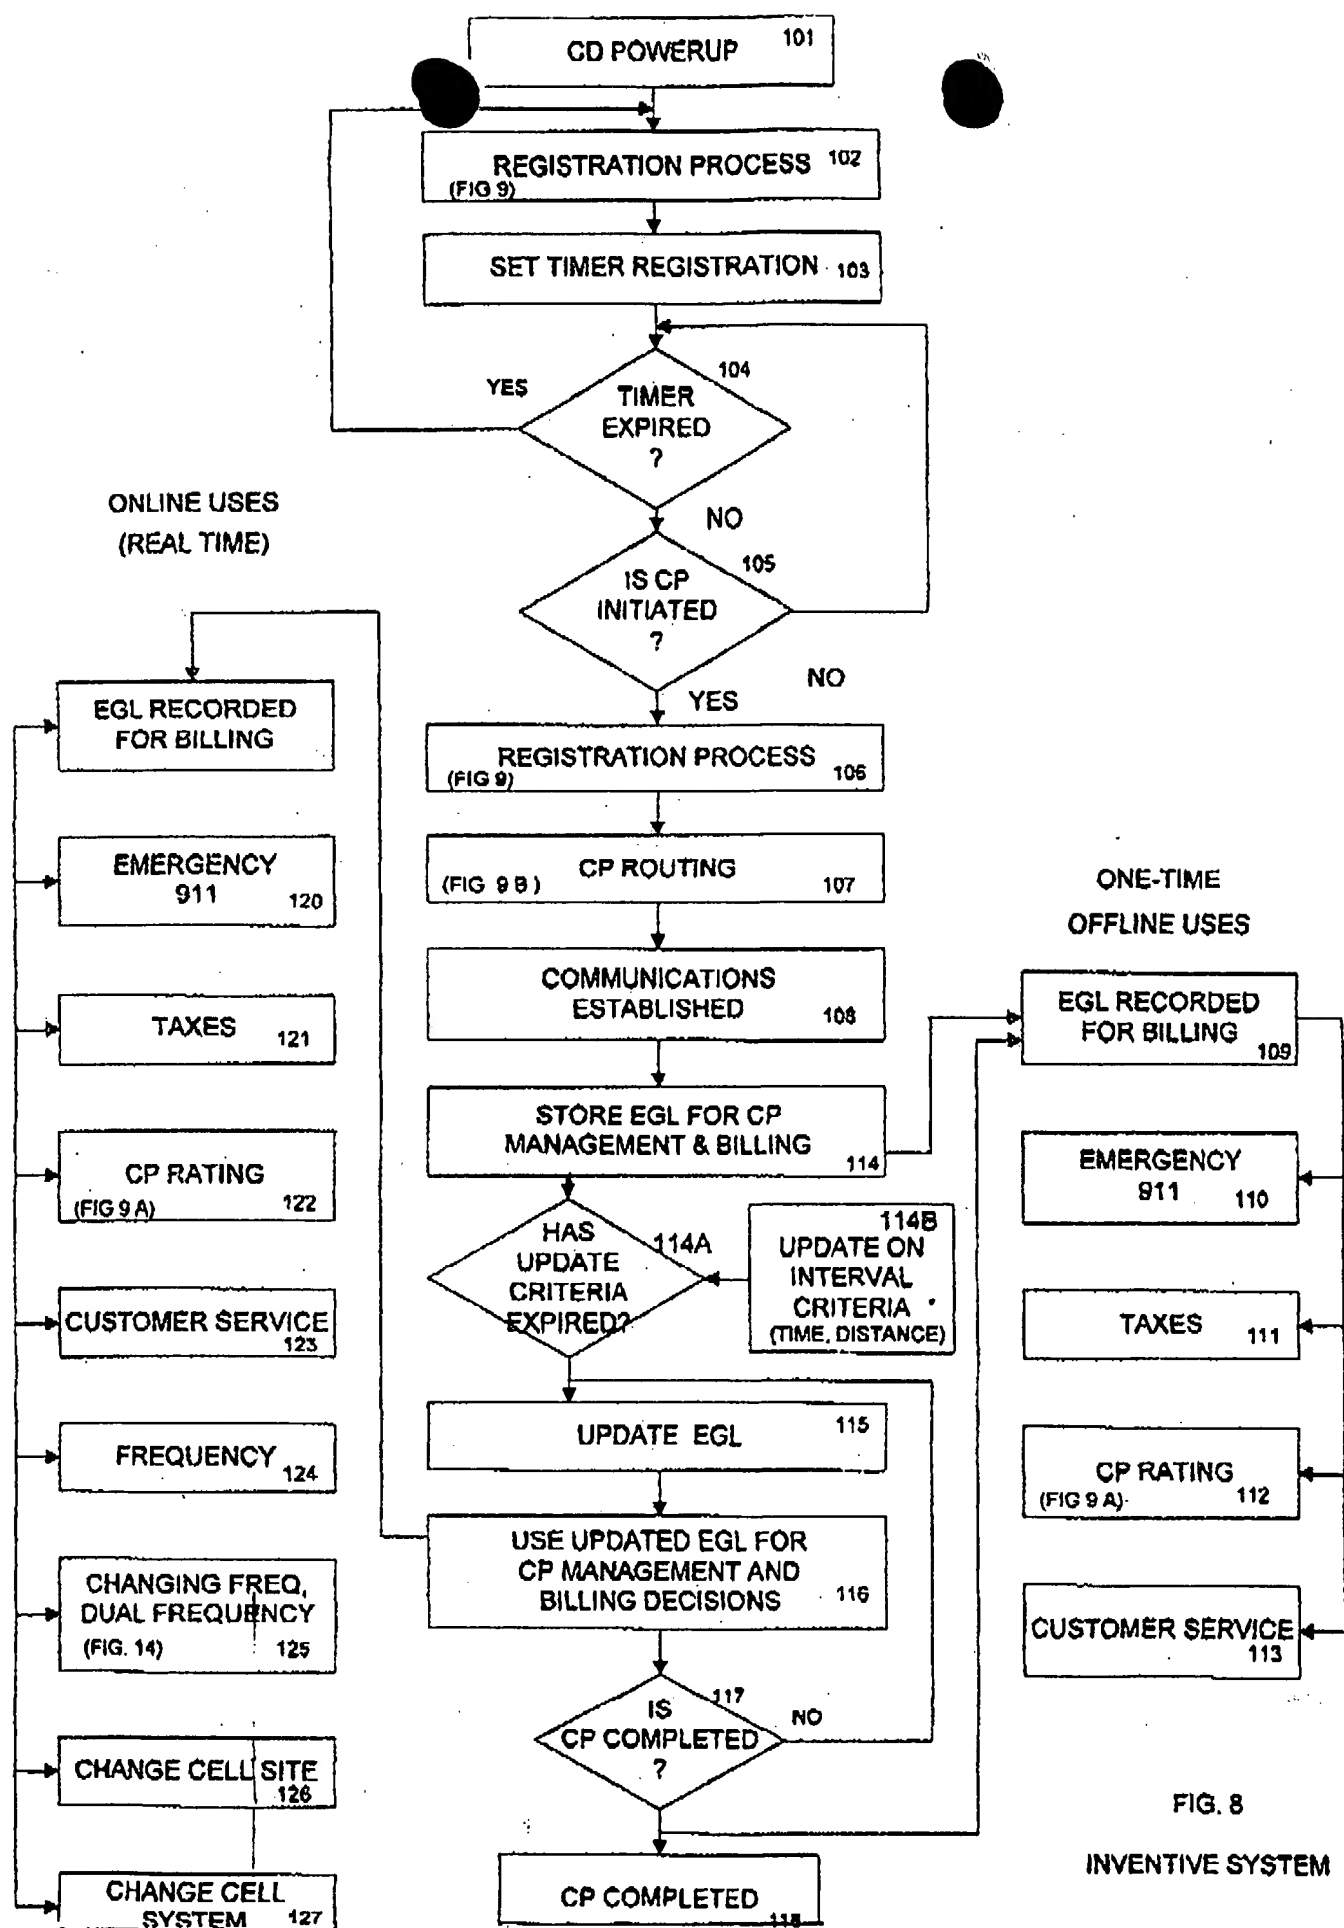 CD POWERUP 101
REGISTRATION PROCESS 102
(FIG 9)
SET TIMER REGISTRATION 103
104
YES
TIMER
EXPIRED
?
NO
105
IS CP
INITIATED
?
NO
YES
REGISTRATION PROCESS
(FIG 9) 106
CP ROUTING
(FIG 9 B) 107
COMMUNICATIONS
ESTABLISHED 108
STORE EGL FOR CP
MANAGEMENT & BILLING 114
HAS
UPDATE
CRITERIA
EXPIRED?
114A
114B
UPDATE ON
INTERVAL
CRITERIA
(TIME, DISTANCE)
UPDATE EGL 115
USE UPDATED EGL FOR
CP MANAGEMENT AND
BILLING DECISIONS 116
117
IS
CP COMPLETED
?
NO
CP COMPLETED
118
ONLINE USES
(REAL TIME)
EGL RECORDED
FOR BILLING
EMERGENCY
911 120
TAXES 121
CP RATING
(FIG 9 A) 122
CUSTOMER SERVICE
123
FREQUENCY 124
CHANGING FREQ,
DUAL FREQUENCY
(FIG. 14) 125
CHANGE CELL SITE
126
CHANGE CELL
SYSTEM 127
ONE-TIME
OFFLINE USES
EGL RECORDED
FOR BILLING
109
EMERGENCY
911 110
TAXES 111
CP RATING
(FIG 9 A) 112
CUSTOMER SERVICE
113
FIG. 8
INVENTIVE SYSTEM